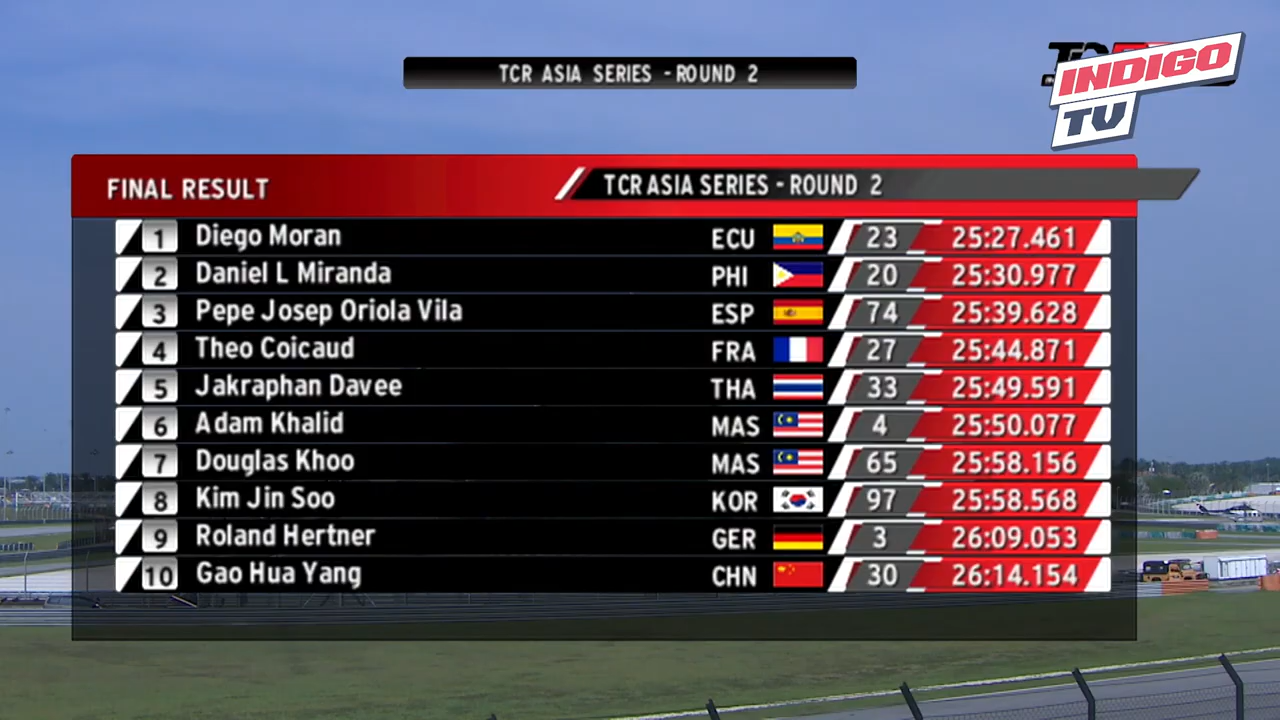 TCR ASIA SERIES - ROUND 2
INDIGO
TV
FINAL RESULT TCR ASIA SERIES - ROUND 2
1 Diego Moran ECU 23 25:27.461
2 Daniel L Miranda PHI 20 25:30.977
3 Pepe Josep Oriola Vila ESP 74 25:39.628
4 Theo Coicaud FRA 27 25:44.871
5 Jakraphan Davee THA 33 25:49.591
6 Adam Khalid MAS 4 25:50.077
7 Douglas Khoo MAS 65 25:58.156
8 Kim Jin Soo KOR 97 25:58.568
9 Roland Hertner GER 3 26:09.053
10 Gao Hua Yang CHN 30 26:14.154